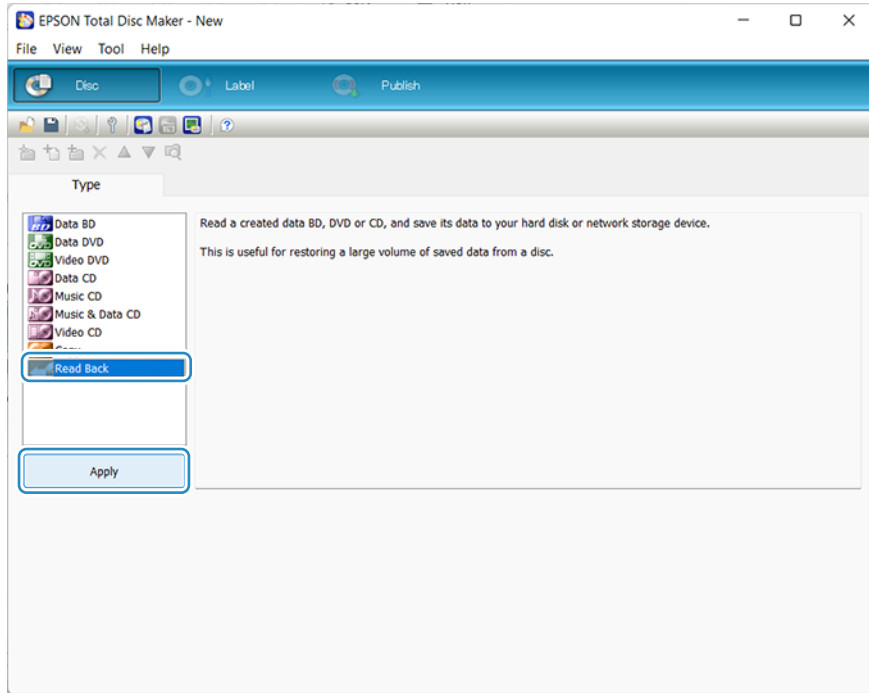 EPSON Total Disc Maker - New
File View Tool Help
Disc Label Publish
Type
Data BD
Data DVD
Video DVD
Data CD
Music CD
Music & Data CD
Video CD
Read Back
Apply
Read a created data BD, DVD or CD, and save its data to your hard disk or network storage device.
This is useful for restoring a large volume of saved data from a disc.